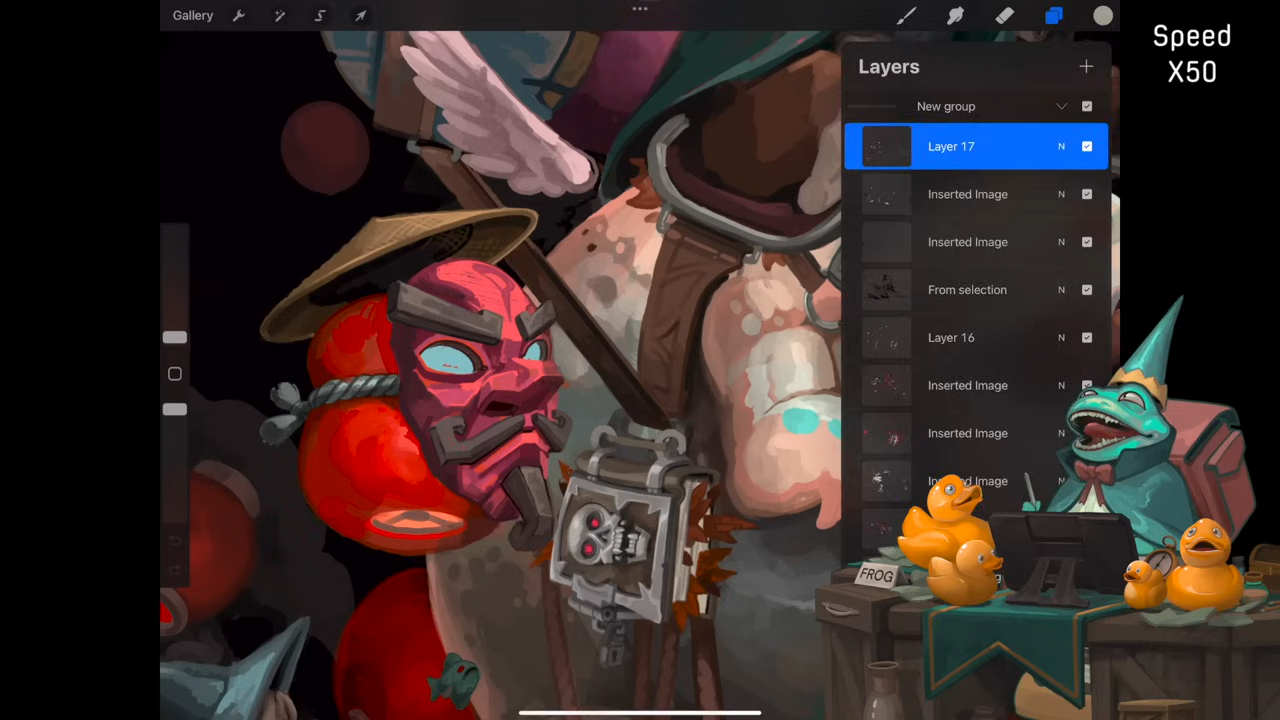 Gallery
Speed
X50
Layers
New group
Layer 17 N
Inserted Image N
Inserted Image N
From selection N
Layer 16 N
Inserted Image N
Inserted Image N
Image
FROG